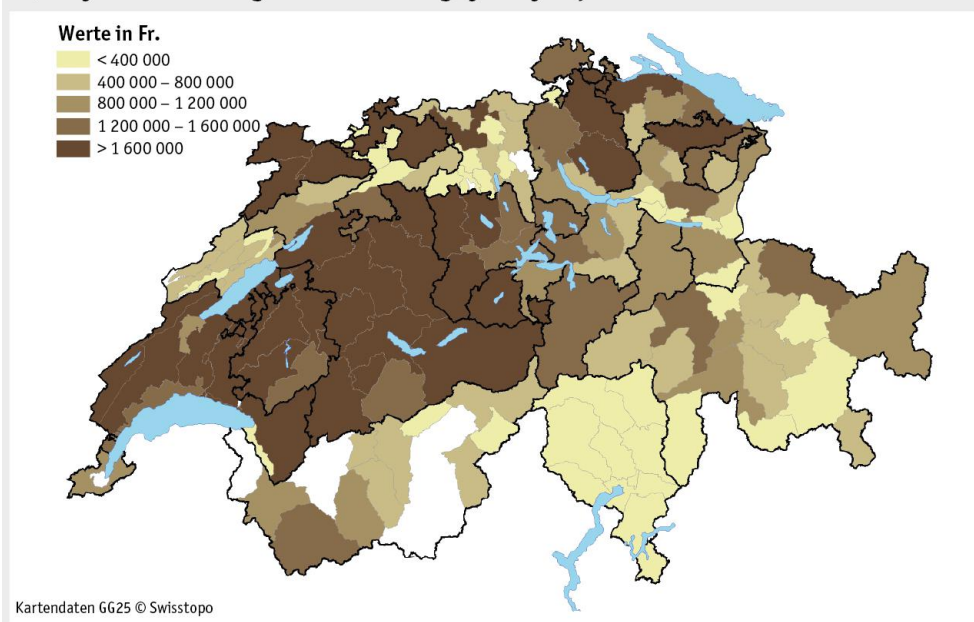 Werte in Fr.
< 400 000
400 000 – 800 000
800 000 – 1 200 000
1 200 000 – 1 600 000
> 1 600 000
Kartendaten GG25 © Swisstopo